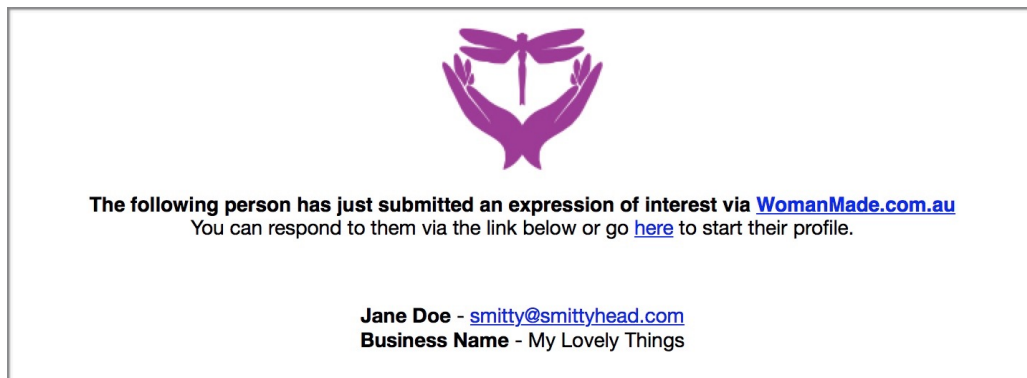 The following person has just submitted an expression of interest via WomanMade.com.au
You can respond to them via the link below or go here to start their profile.
Jane Doe - smitty@smittyhead.com
Business Name - My Lovely Things